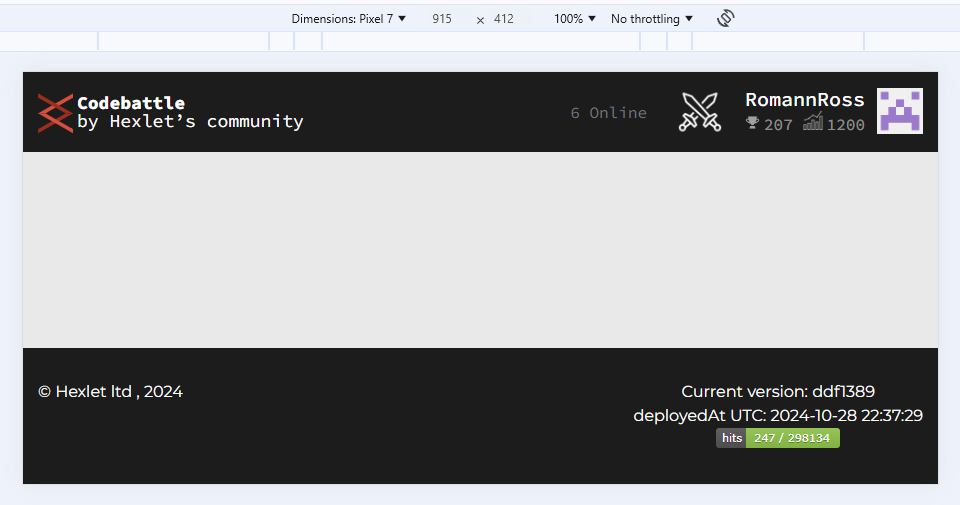 Dimensions: Pixel 7 915 × 412 100% No throttling
Codebattle
by Hexlet’s community
6 Online
RomannRoss
207 1200
© Hexlet ltd , 2024
Current version: ddf1389
deployedAt UTC: 2024-10-28 22:37:29
hits 247 / 298134